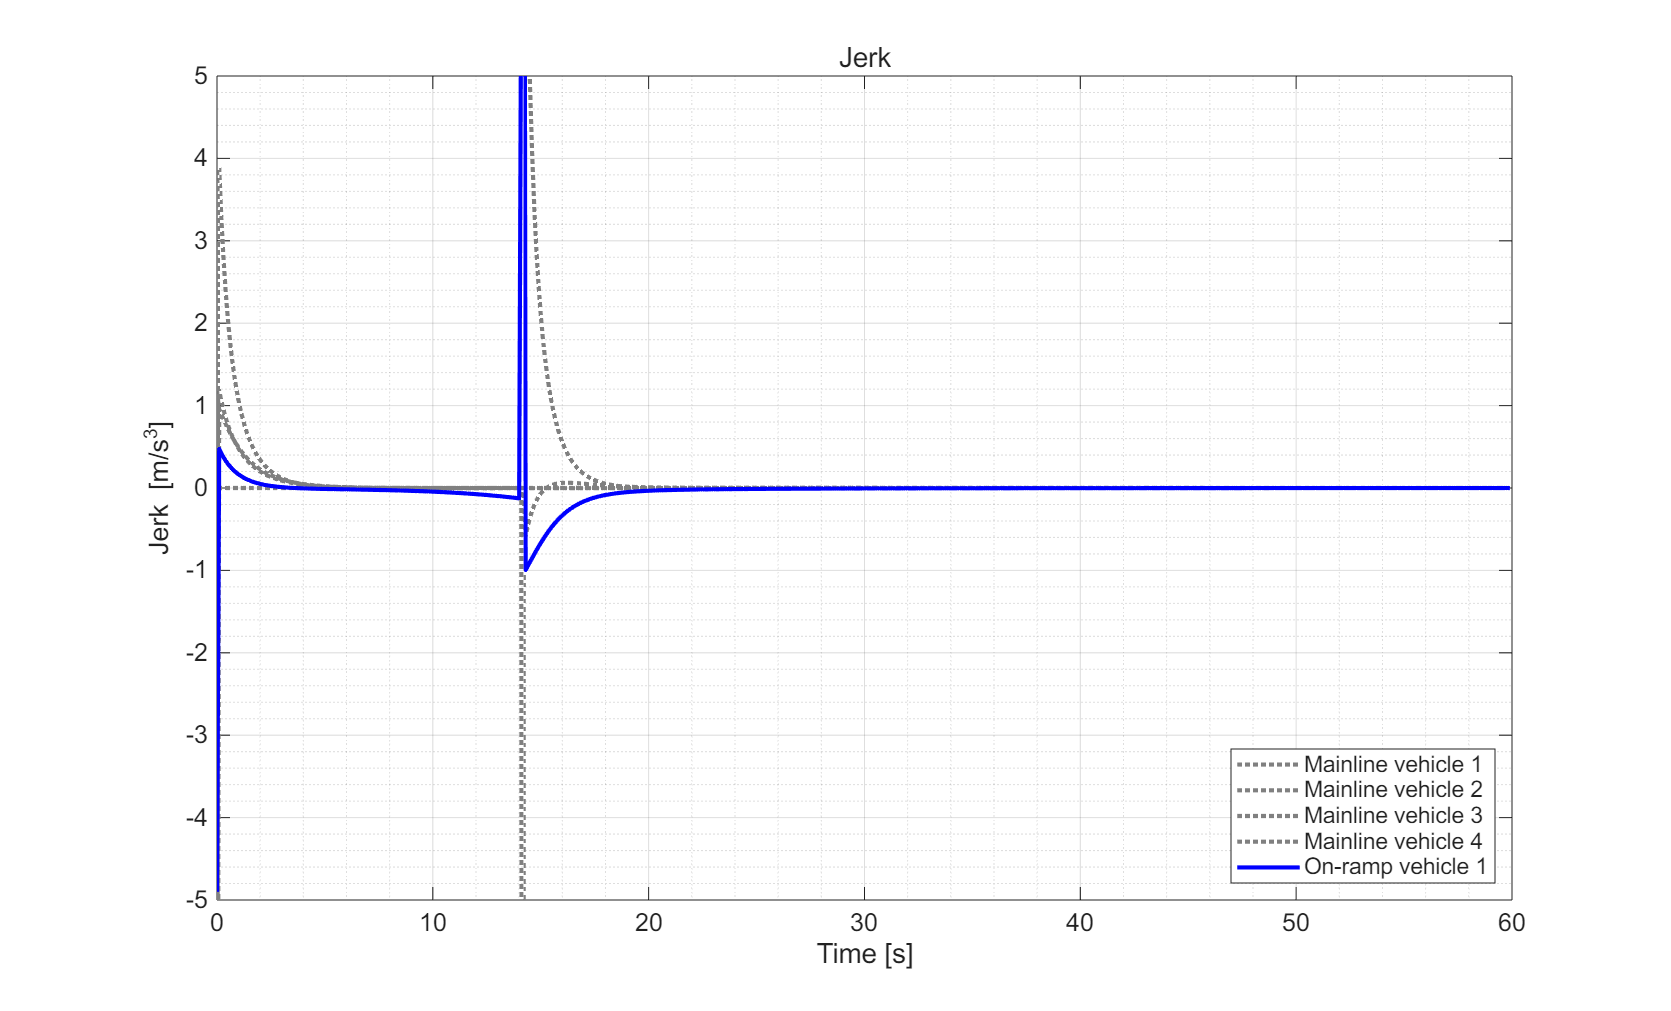 Jerk
5
4
3
2
1
0
-1
-2
-3
-4
-5
Jerk [m/s³]
0 10 20 30 40 50 60
Time [s]
Mainline vehicle 1
Mainline vehicle 2
Mainline vehicle 3
Mainline vehicle 4
On-ramp vehicle 1